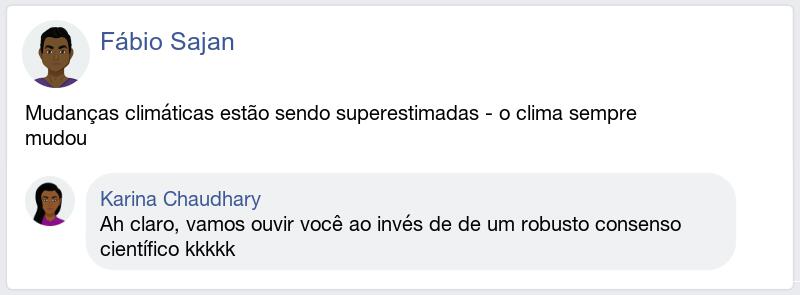 Fábio Sajan
Mudanças climáticas estão sendo superestimadas - o clima sempre
mudou
Karina Chaudhary
Ah claro, vamos ouvir você ao invés de de um robusto consenso
científico kkkkk